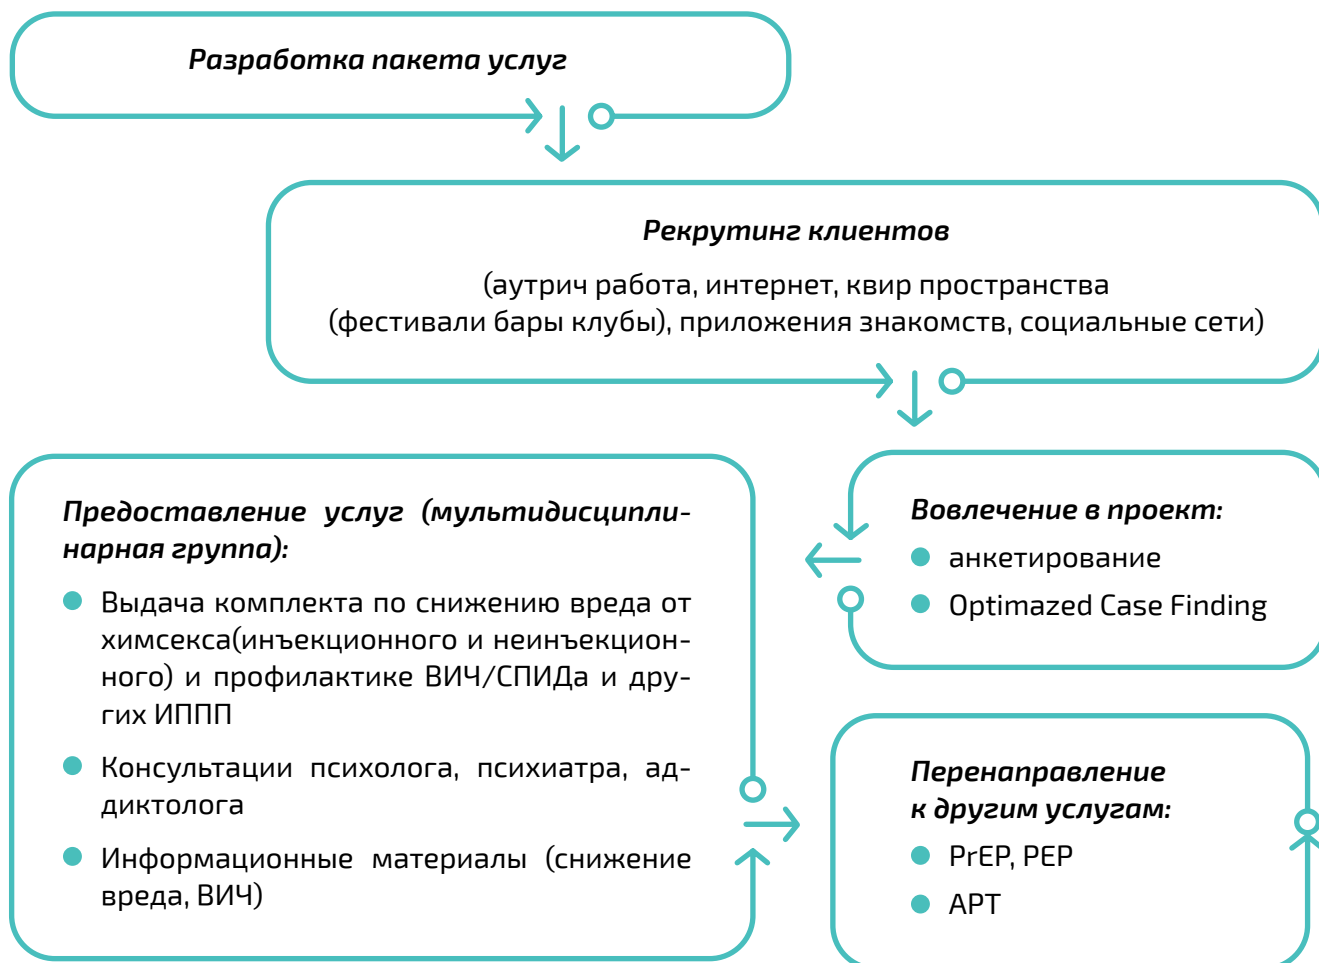 Разработка пакета услуг
Рекрутинг клиентов
(аутрич работа, интернет, квир пространства
(фестивали бары клубы), приложения знакомств, социальные сети)
Вовлечение в проект:
анкетирование
Optimazed Case Finding
Предоставление услуг (мультидисципли-
нарная группа):
Выдача комплекта по снижению вреда от
химсекса(инъекционного и неинъекцион-
ного) и профилактике ВИЧ/СПИДа и дру-
гих ИППП
Консультации психолога, психиатра, ад-
диктолога
Информационные материалы (снижение
вреда, ВИЧ)
Перенаправление
к другим услугам:
PrEP, PEP
АРТ